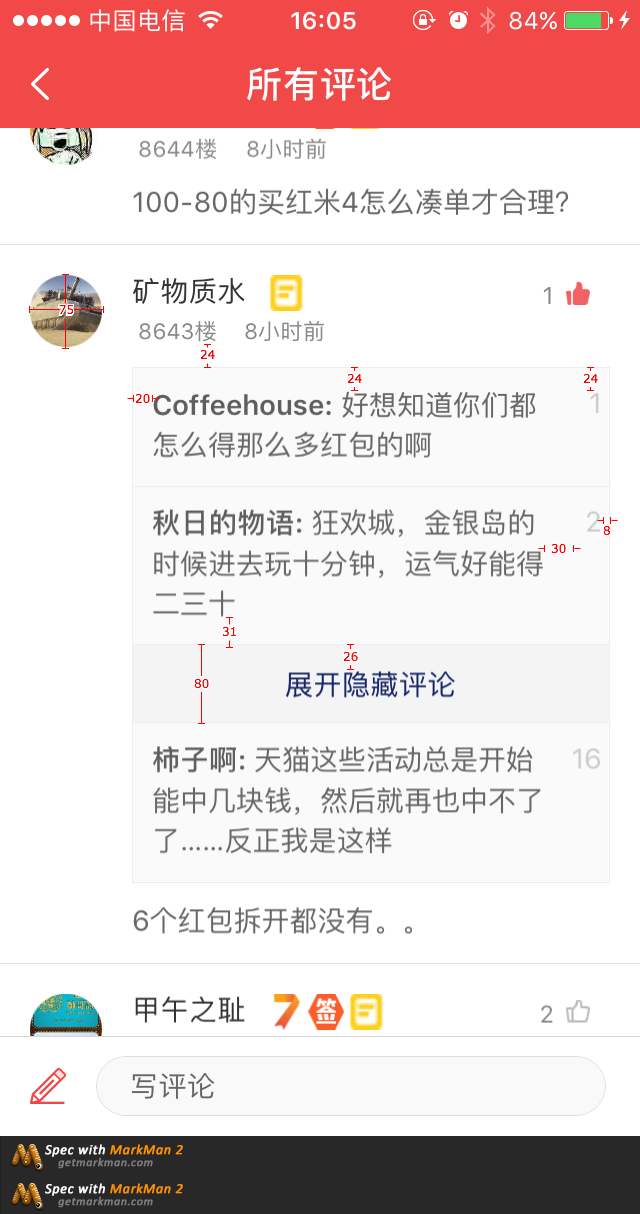 中国电信 16:05 84%
所有评论
8644楼 8小时前
100-80的买红米4怎么凑单才合理?
矿物质水 1
75
8643楼 8小时前
24
24 24
20
Coffeehouse: 好想知道你们都 1
怎么得那么多红包的啊
秋日的物语: 狂欢城，金银岛的 2
8
30
时候进去玩十分钟，运气好能得
二三十
31
26
80
展开隐藏评论
柿子啊: 天猫这些活动总是开始 16
能中几块钱，然后就再也中不了
了……反正我是这样
6个红包拆开都没有。。
甲午之耻 7 签 2
写评论
Spec with MarkMan 2
getmarkman.com
Spec with MarkMan 2
getmarkman.com